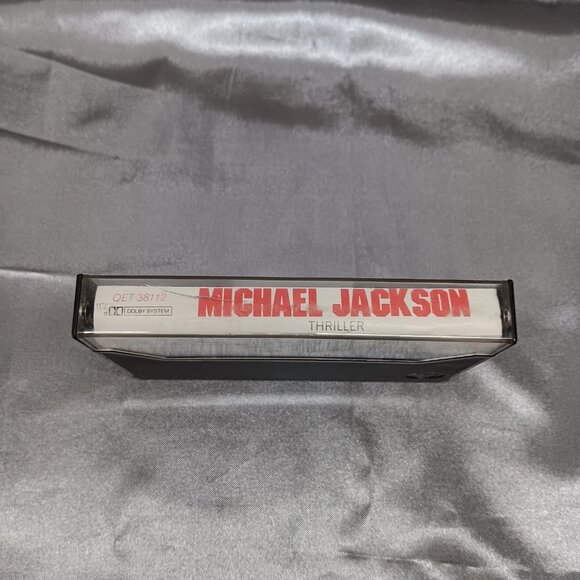 QET 38112
DOLBY SYSTEM
MICHAEL JACKSON
THRILLER